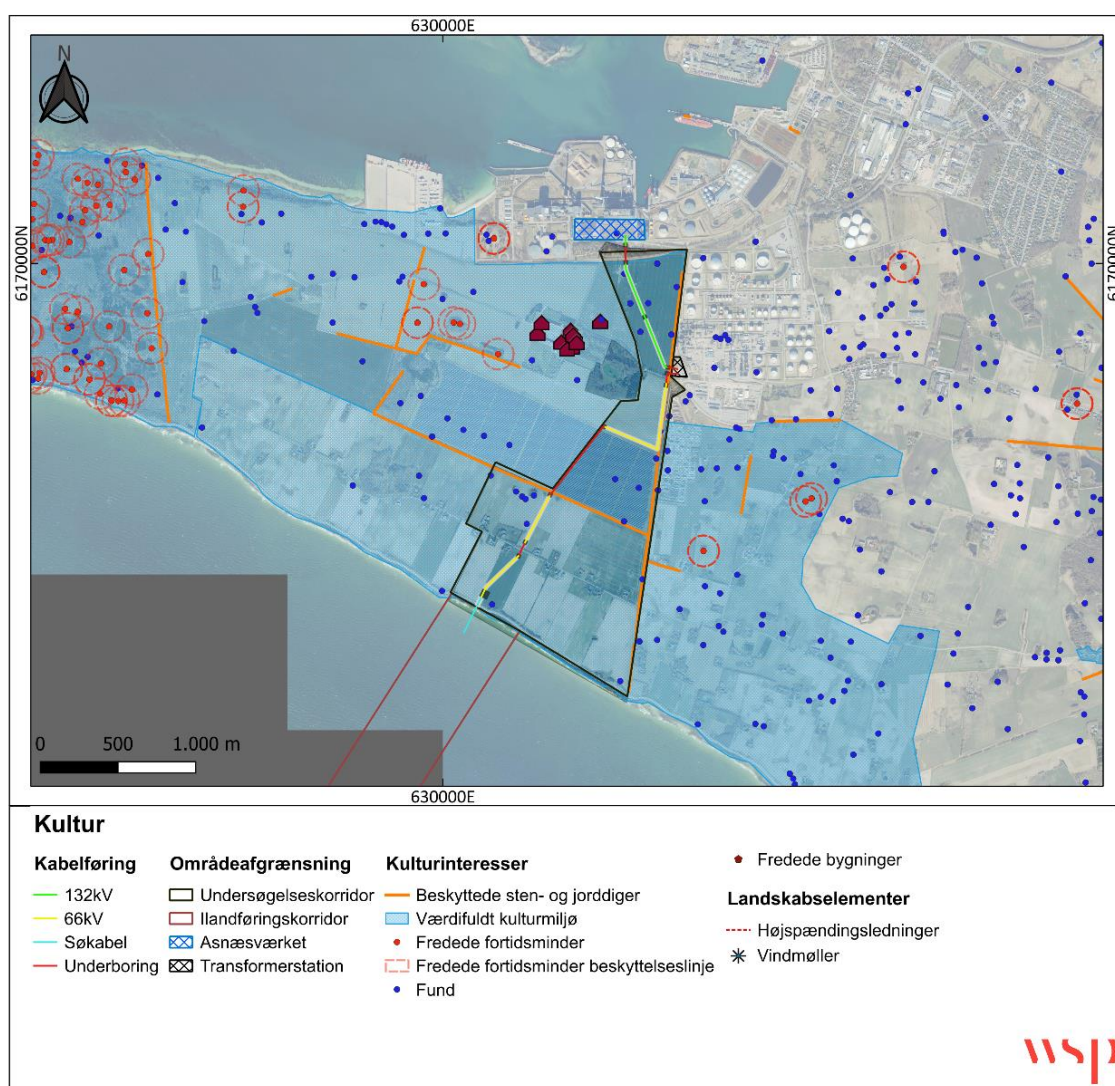 630000E
N
6170000N
6170000N
0 500 1.000 m
630000E
Kultur
Kabelføring
132kV
66kV
Søkabel
Underboring
Områdeafgrænsning
Undersøgelseskorridor
Ilandføringskorridor
Asnæsværket
Transformerstation
Kulturinteresser
Beskyttede sten- og jorddiger
Værdifuldt kulturmiljø
Fredede fortidsminder
Fredede fortidsminder beskyttelseslinje
Fund
Fredede bygninger
Landskabselementer
Højspændingsledninger
Vindmøller
wsp